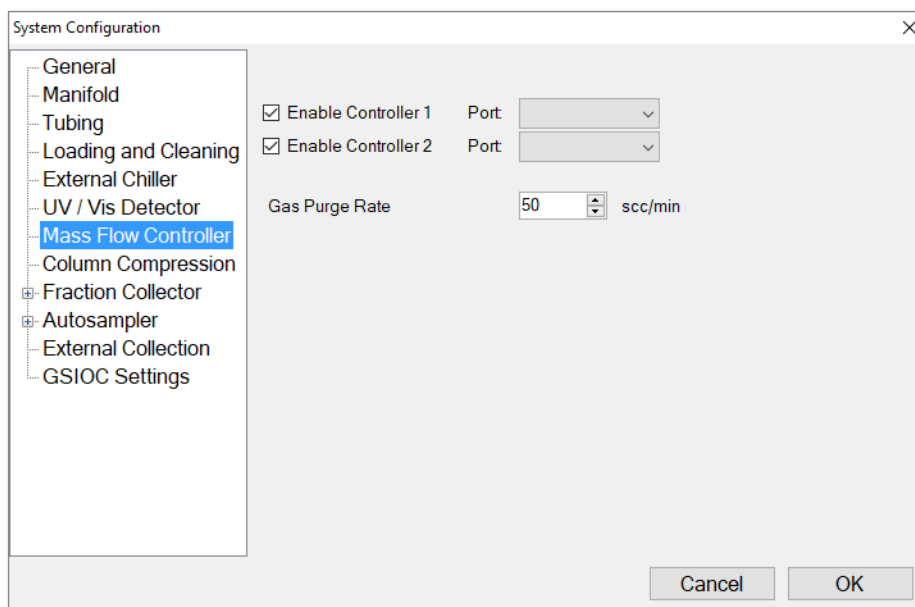 System Configuration
General
Manifold
Tubing
Loading and Cleaning
External Chiller
UV / Vis Detector
Mass Flow Controller
Column Compression
Fraction Collector
Autosampler
External Collection
GSIOC Settings
Enable Controller 1 Port:
Enable Controller 2 Port:
Gas Purge Rate 50 scc/min
Cancel OK